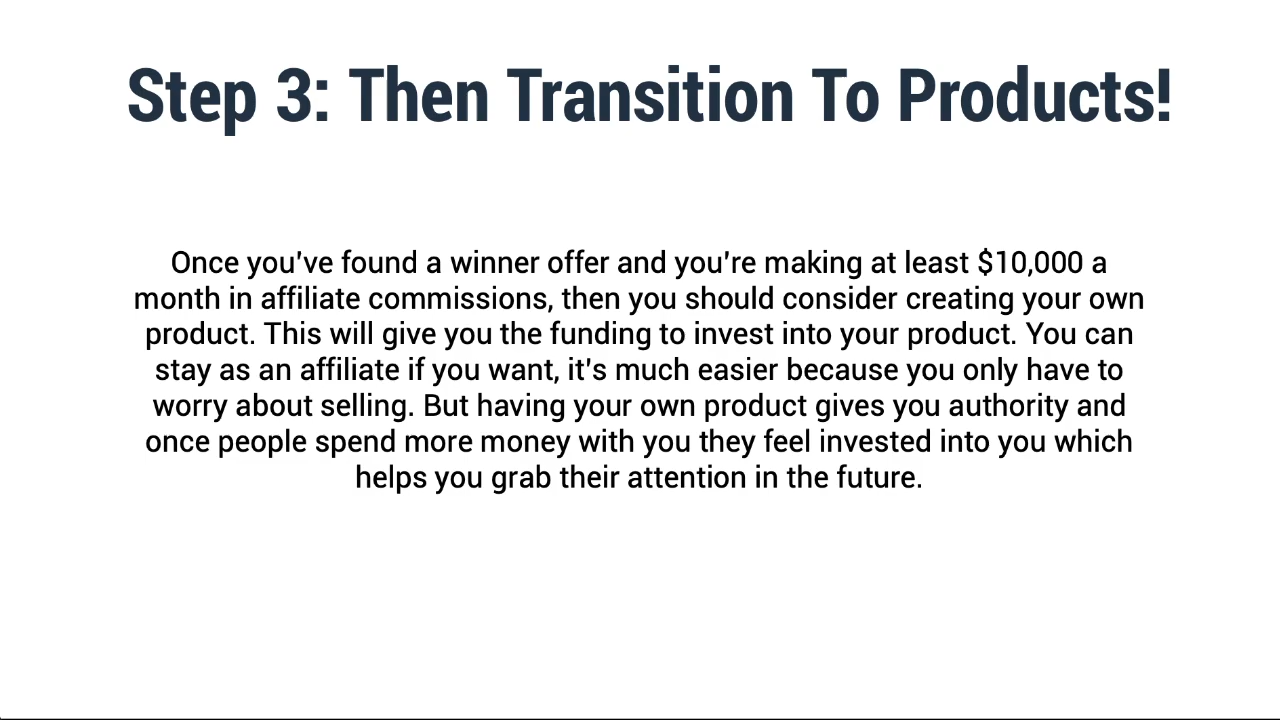 Step 3: Then Transition To Products!
Once you've found a winner offer and you're making at least $10,000 a
month in affiliate commissions, then you should consider creating your own
product. This will give you the funding to invest into your product. You can
stay as an affiliate if you want, it's much easier because you only have to
worry about selling. But having your own product gives you authority and
once people spend more money with you they feel invested into you which
helps you grab their attention in the future.